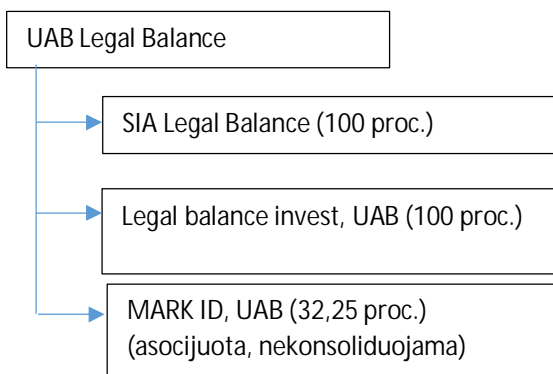 UAB Legal Balance
SIA Legal Balance (100 proc.)
Legal balance invest, UAB (100 proc.)
MARK ID, UAB (32,25 proc.)
(asocijuota, nekonsoliduojama)